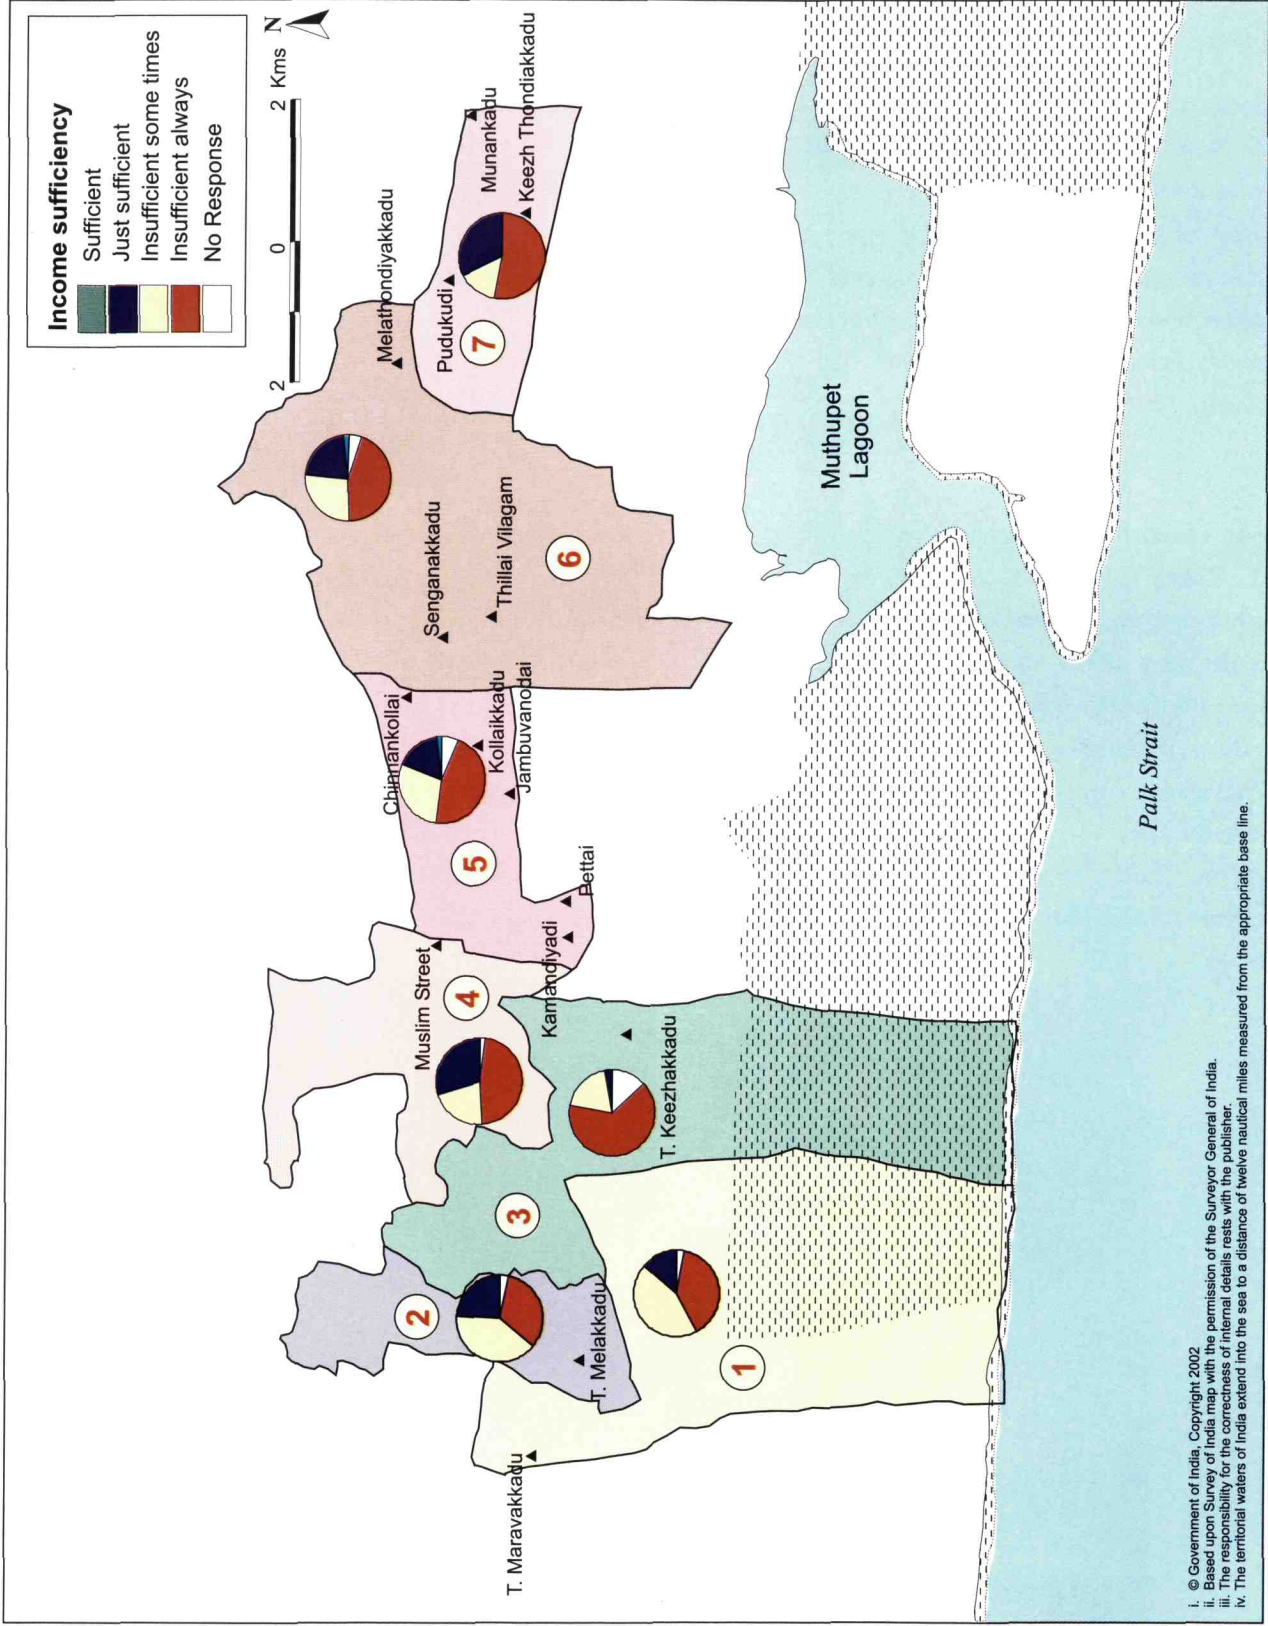 Income sufficiency
Sufficient
Just sufficient
Insufficient some times
Insufficient always
No Response
2 0 2 Kms
N
Melathondiyakkadu
Munankadu
Pudukudi
Keezh Thondiakkadu
7
Senganakkadu
Thillai Vilagam
6
Chinnankollai
Kollaikkadu
Jambuvanodai
5
Pettai
Kamandiyadi
Muslim Street
4
T. Keezhakkadu
3
2
T. Melakkadu
1
T. Maravakkadu
Muthupet
Lagoon
Palk Strait
i. © Government of India, Copyright 2002
ii. Based upon Survey of India map with the permission of the Surveyor General of India.
iii. The responsibility for the correctness of internal details rests with the publisher.
iv. The territorial waters of India extend into the sea to a distance of twelve nautical miles measured from the appropriate base line.